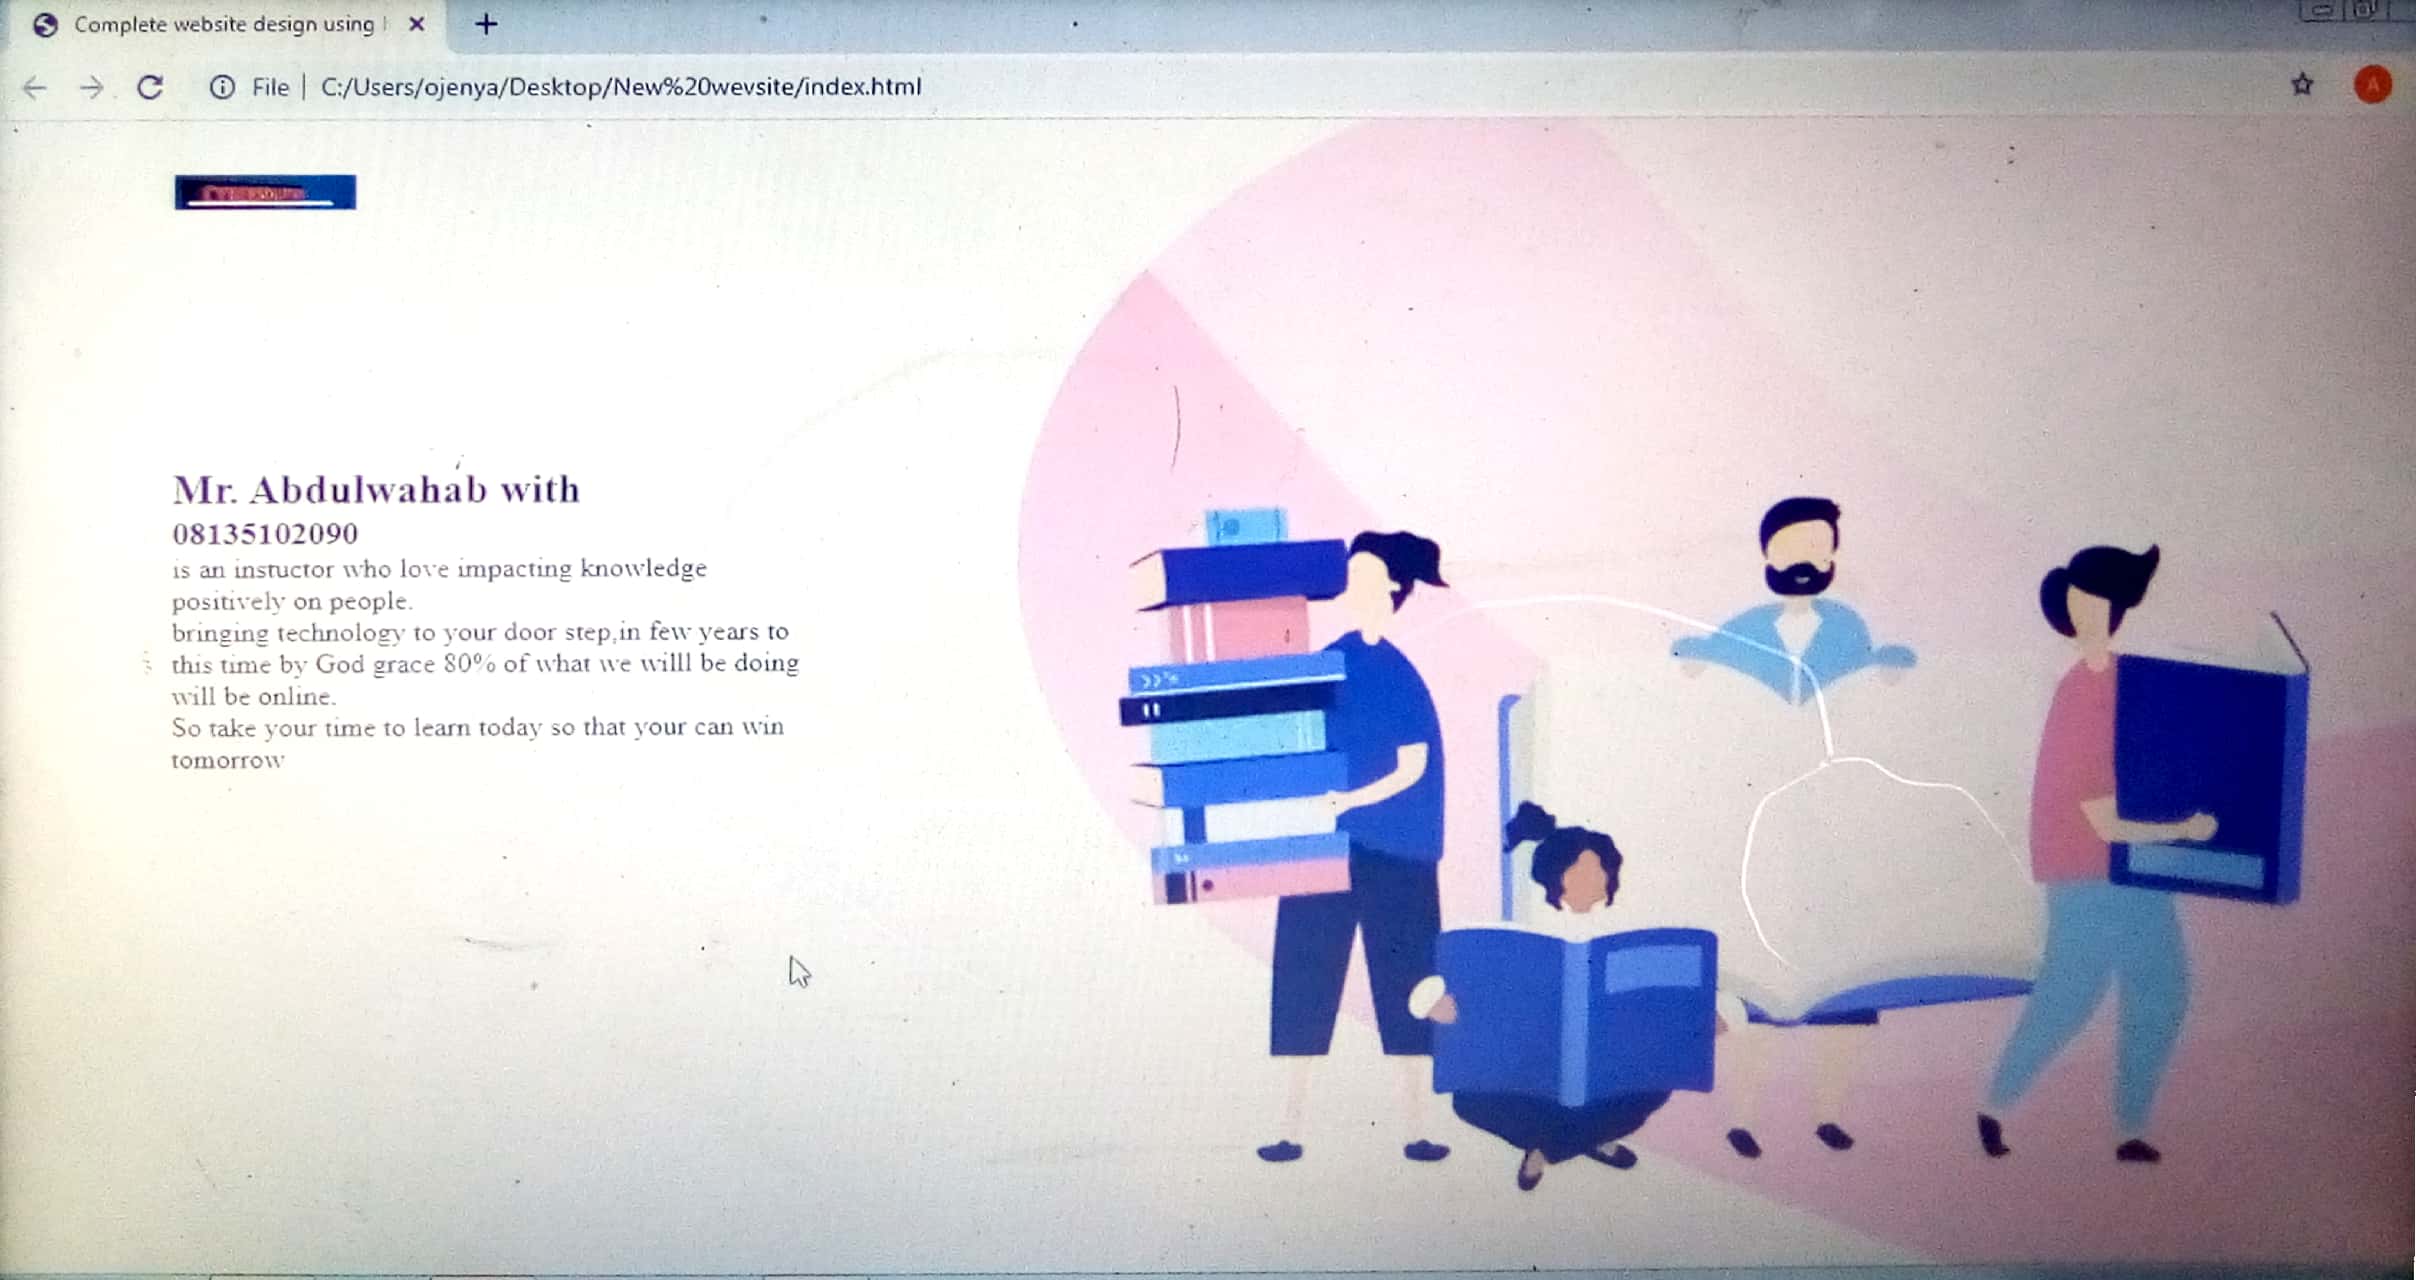 Complete website design using
File | C:/Users/ojenya/Desktop/New%20wevsite/index.html
A
Mr. Abdulwahab with
08135102090
is an instuctor who love impacting knowledge
positively on people.
bringing technology to your door step,in few years to
this time by God grace 80% of what we willl be doing
will be online.
So take your time to learn today so that your can win
tomorrow